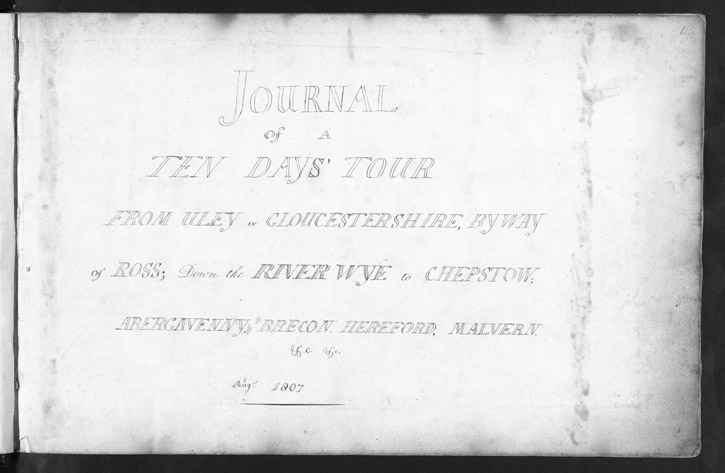 JOURNAL
Of A
TEN DAYS' TOUR
FROM ULEY in GLOUCESTERSHIRE, BY WAY
of ROSS; Down the RIVER WYE to CHEPSTOW;
ABERGAVENNY, BRECON, HEREFORD, MALVERN.
&c. &c.
Augt. 1807